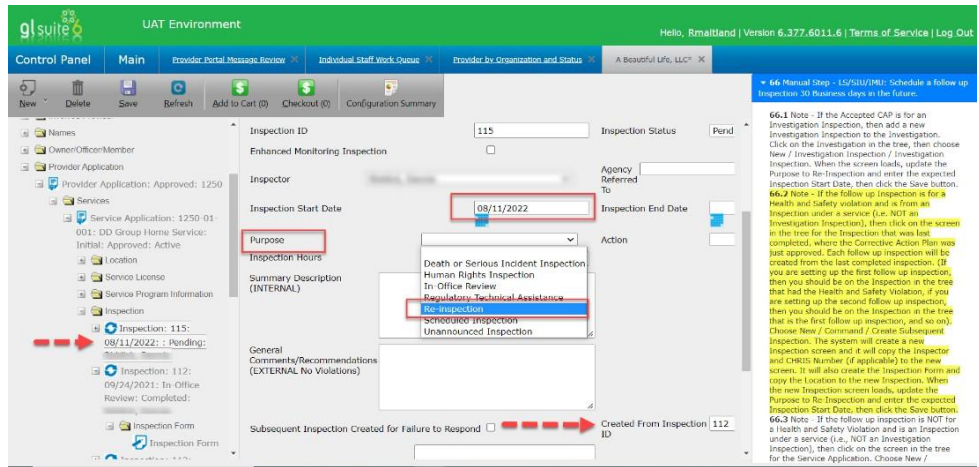 glsuite6
UAT Environment
Hello, Rmaitland | Version 6.377.6011.6 | Terms of Service | Log Out
Control Panel Main Provider Portal Message Review X Individual Staff Work Queue X Provider by Organization and Status X A Beautiful Life, LLC* X
New Delete Save Refresh Add to Cart (0) Checkout (0) Configuration Summary
Names
Owner/Officer/Member
Provider Application
Provider Application: Approved: 1250
Services
Service Application: 1250-01-
001: DD Group Home Service:
Initial: Approved: Active
Location
Service License
Service Program Information
Inspection
Inspection: 115:
08/11/2022: : Pending:
Inspection: 112:
09/24/2021: In-Office
Review: Completed:
Inspection Form
Inspection Form
Inspection ID 115 Inspection Status Pend
Enhanced Monitoring Inspection
Inspector
Agency
Referred
To
Inspection Start Date 08/11/2022 Inspection End Date
Purpose Action
Inspection Hours
Death or Serious Incident Inspection
Human Rights Inspection
In-Office Review
Regulatory Technical Assistance
Re-inspection
Scheduled Inspection
Unannounced Inspection
Summary Description
(INTERNAL)
General
Comments/Recommendations
(EXTERNAL No Violations)
Subsequent Inspection Created for Failure to Respond
Created From Inspection 112
ID
66 Manual Step - LS/SIU/IMU: Schedule a follow up
Inspection 30 Business days in the future.
66.1 Note - If the Accepted CAP is for an
Investigation Inspection, then add a new
Investigation Inspection to the Investigation.
Click on the Investigation in the tree, then choose
New / Investigation Inspection / Investigation
Inspection. When the screen loads, update the
Purpose to Re-Inspection and enter the expected
Inspection Start Date, then click the Save button.
66.2 Note - If the follow up Inspection is for a
Health and Safety violation and is from an
Inspection under a service (i.e. NOT an
Investigation Inspection), then click on the screen
in the tree for the Inspection that was last
completed, where the Corrective Action Plan was
just approved. Each follow up inspection will be
created from the last completed inspection. (If
you are setting up the first follow up inspection,
then you should be on the Inspection in the tree
that had the Health and Safety Violation, if you
are setting up the second follow up inspection,
then you should be on the Inspection in the tree
that is the first follow up inspection, and so on).
Choose New / Command / Create Subsequent
Inspection. The system will create a new
inspection screen and it will copy the Inspector
and CHRIS Number (if applicable) to the new
screen. It will also create the Inspection Form and
copy the Location to the new Inspection. When
the new Inspection screen loads, update the
Purpose to Re-Inspection and enter the expected
Inspection Start Date, then click the Save button.
66.3 Note - If the follow up inspection is NOT for
a Health and Safety Violation and is an Inspection
under a service (i.e., NOT an Investigation
Inspection), then click on the screen in the tree
for the Service Application. Choose New /